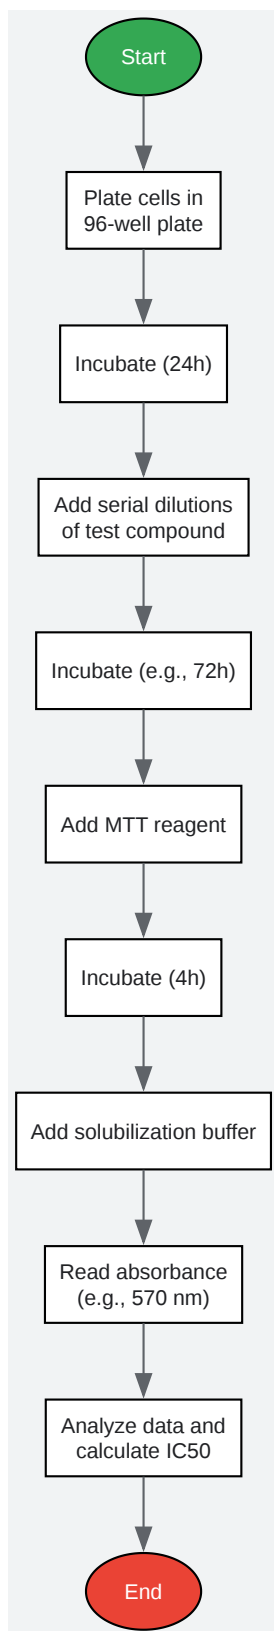 Start
Plate cells in
96-well plate
Incubate (24h)
Add serial dilutions
of test compound
Incubate (e.g., 72h)
Add MTT reagent
Incubate (4h)
Add solubilization buffer
Read absorbance
(e.g., 570 nm)
Analyze data and
calculate IC50
End